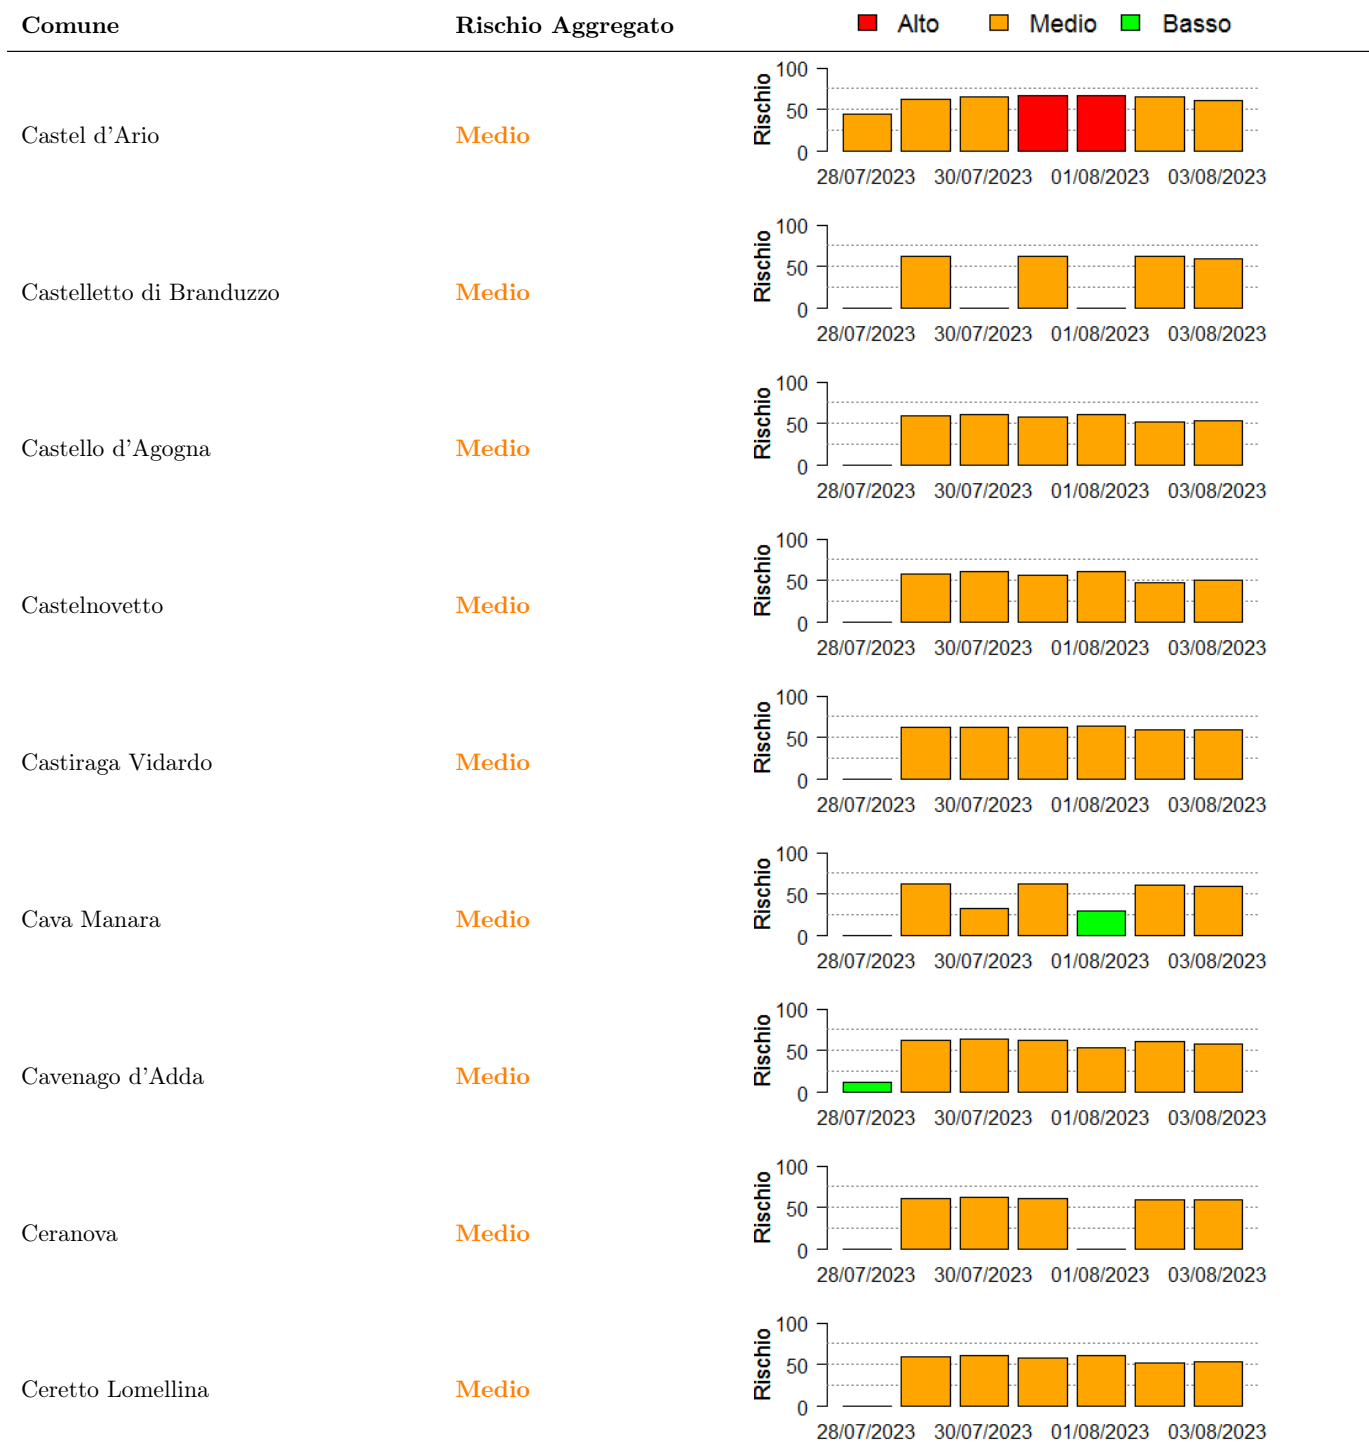 Comune Rischio Aggregato Alto Medio Basso
Castel d'Ario Medio
Rischio
100
50
0
28/07/2023 30/07/2023 01/08/2023 03/08/2023
Castelletto di Branduzzo Medio
Rischio
100
50
0
28/07/2023 30/07/2023 01/08/2023 03/08/2023
Castello d'Agogna Medio
Rischio
100
50
0
28/07/2023 30/07/2023 01/08/2023 03/08/2023
Castelnovetto Medio
Rischio
100
50
0
28/07/2023 30/07/2023 01/08/2023 03/08/2023
Castiraga Vidardo Medio
Rischio
100
50
0
28/07/2023 30/07/2023 01/08/2023 03/08/2023
Cava Manara Medio
Rischio
100
50
0
28/07/2023 30/07/2023 01/08/2023 03/08/2023
Cavenago d'Adda Medio
Rischio
100
50
0
28/07/2023 30/07/2023 01/08/2023 03/08/2023
Ceranova Medio
Rischio
100
50
0
28/07/2023 30/07/2023 01/08/2023 03/08/2023
Ceretto Lomellina Medio
Rischio
100
50
0
28/07/2023 30/07/2023 01/08/2023 03/08/2023